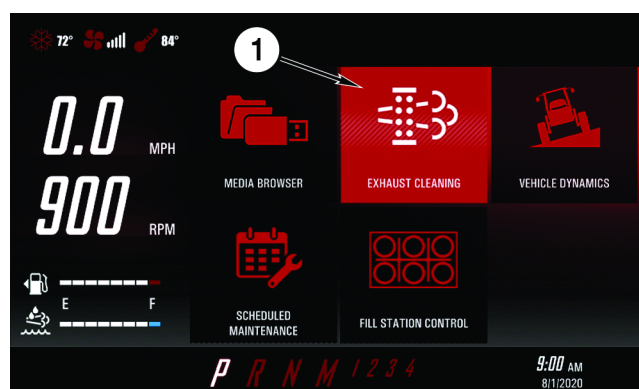 72° 84°
1
0.0 MPH
MEDIA BROWSER EXHAUST CLEANING VEHICLE DYNAMICS
900 RPM
E F
SCHEDULED
MAINTENANCE FILL STATION CONTROL
P R N M 1 2 3 4
9:00 AM
8/1/2020